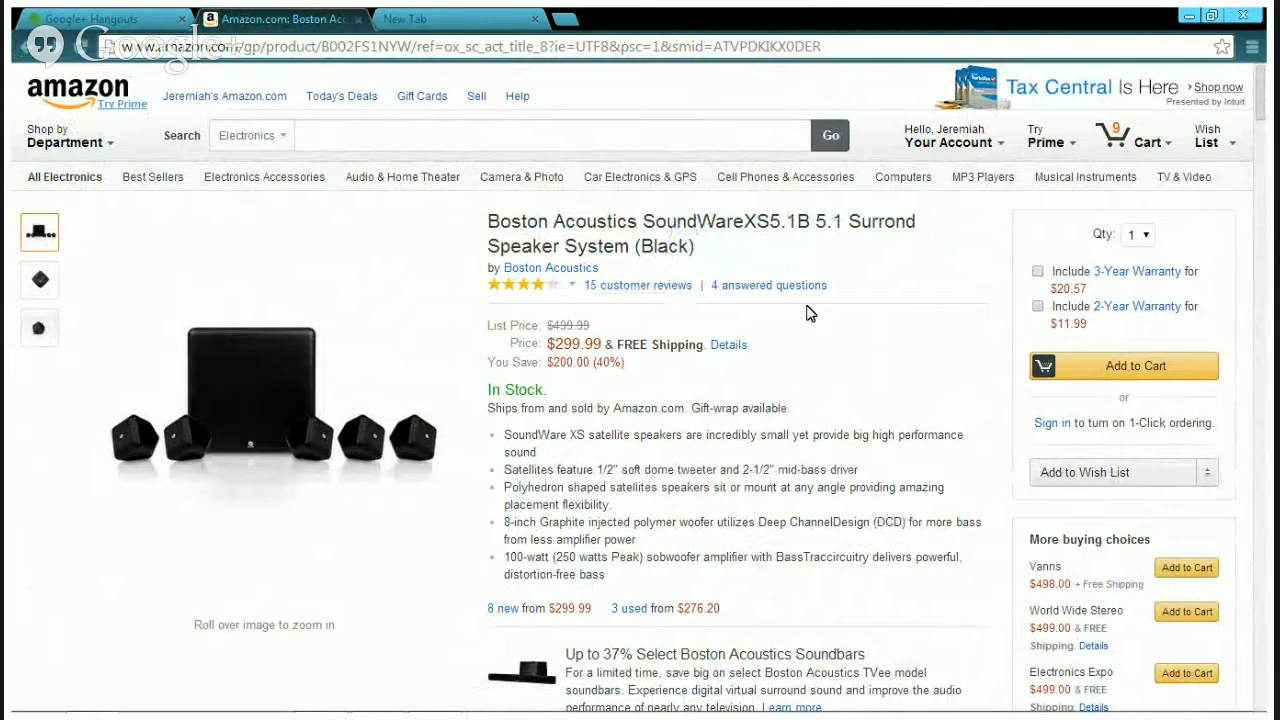 Google+ Hangouts
Amazon.com: Boston Aco
New Tab
Google+
www.amazon.com/gp/product/B002FS1NYW/ref=ox_sc_act_title_8?ie=UTF8&psc=1&smid=ATVPDKIKX0DER
amazon
Try Prime
Jeremiah's Amazon.com
Today's Deals
Gift Cards
Sell
Help
Tax Central Is Here
Shop now
Presented by Intuit
Shop by
Department
Search
Electronics
Go
Hello, Jeremiah
Your Account
Try
Prime
9
Cart
Wish
List
All Electronics
Best Sellers
Electronics Accessories
Audio & Home Theater
Camera & Photo
Car Electronics & GPS
Cell Phones & Accessories
Computers
MP3 Players
Musical Instruments
TV & Video
Boston Acoustics SoundWareXS5.1B 5.1 Surrond
Speaker System (Black)
by Boston Acoustics
15 customer reviews | 4 answered questions
List Price: $499.99
Price: $299.99 & FREE Shipping. Details
You Save: $200.00 (40%)
In Stock.
Ships from and sold by Amazon.com. Gift-wrap available.
SoundWare XS satellite speakers are incredibly small yet provide big high performance
sound
Satellites feature 1/2" soft dome tweeter and 2-1/2" mid-bass driver
Polyhedron shaped satellites speakers sit or mount at any angle providing amazing
placement flexibility.
8-inch Graphite injected polymer woofer utilizes Deep ChannelDesign (DCD) for more bass
from less amplifier power
100-watt (250 watts Peak) sobwoofer amplifier with BassTraccircuitry delivers powerful,
distortion-free bass
8 new from $299.99 3 used from $276.20
Roll over image to zoom in
Up to 37% Select Boston Acoustics Soundbars
For a limited time, save big on select Boston Acoustics TVee model
soundbars. Experience digital virtual surround sound and improve the audio
performance of nearly any television. Learn more
Qty: 1
Include 3-Year Warranty for
$20.57
Include 2-Year Warranty for
$11.99
Add to Cart
or
Sign in to turn on 1-Click ordering.
Add to Wish List
More buying choices
Vanns
$498.00 + Free Shipping
Add to Cart
World Wide Stereo
$499.00 & FREE
Shipping. Details
Add to Cart
Electronics Expo
$499.00 & FREE
Shipping. Details
Add to Cart